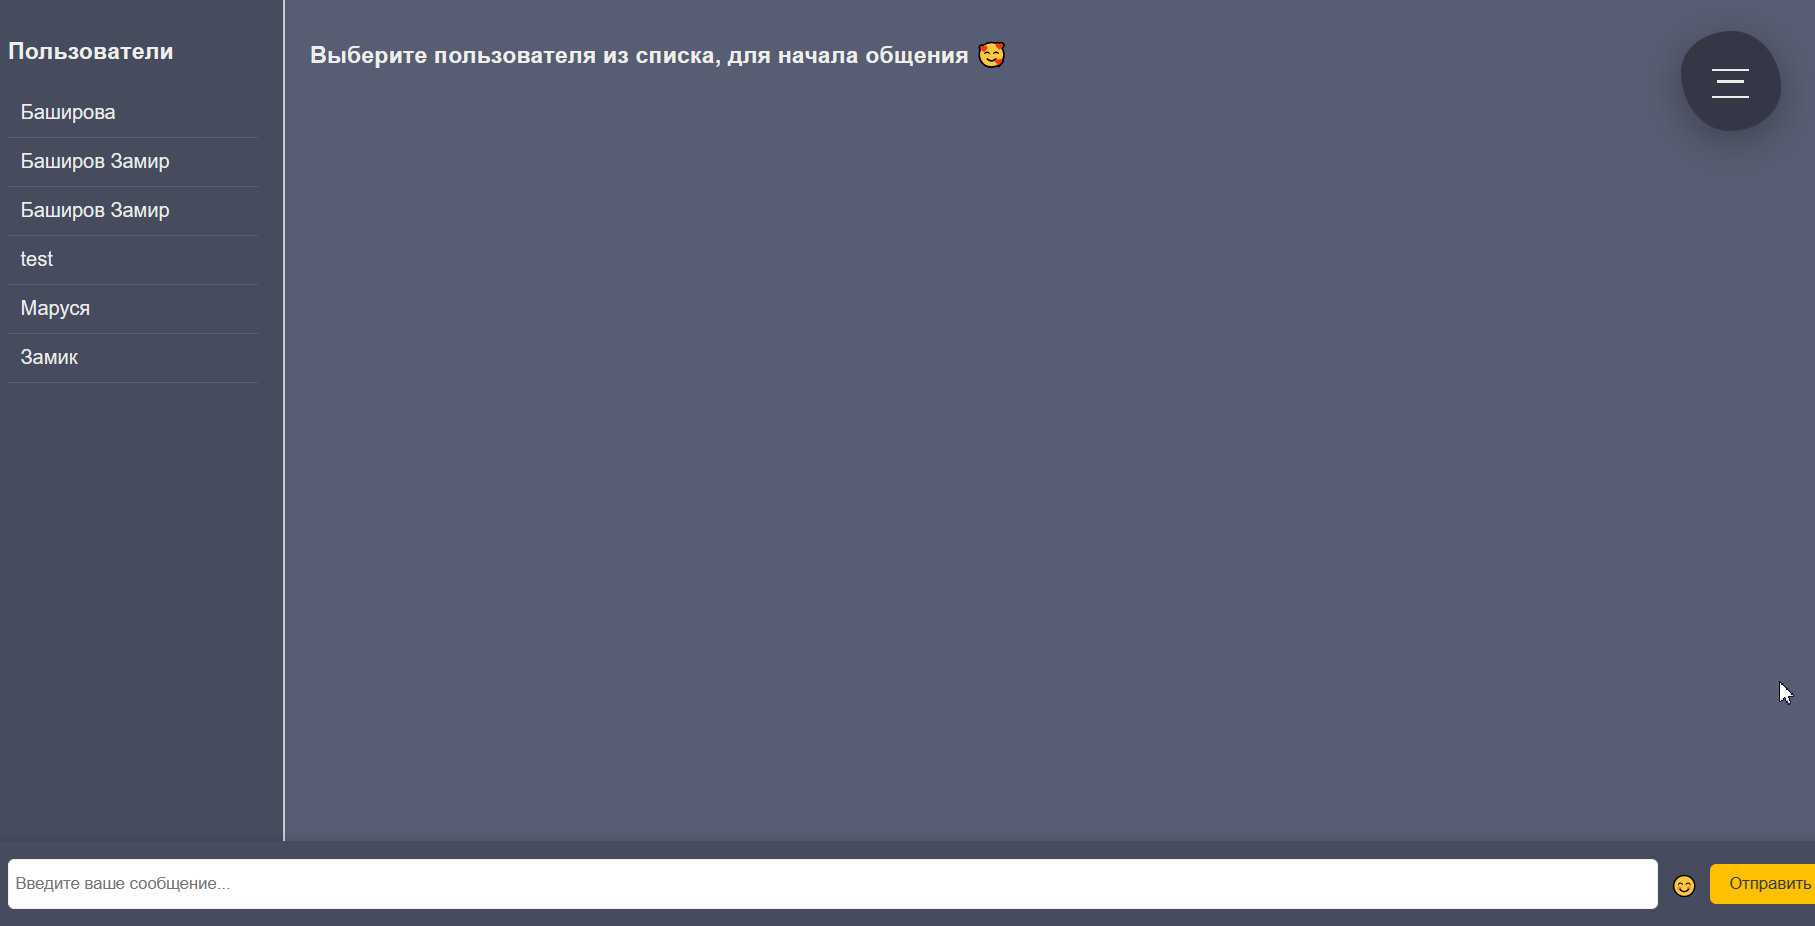 Пользователи
Баширова
Баширов Замир
Баширов Замир
test
Маруся
Замик
Выберите пользователя из списка, для начала общения 🥰
Введите ваше сообщение...
😊
Отправить